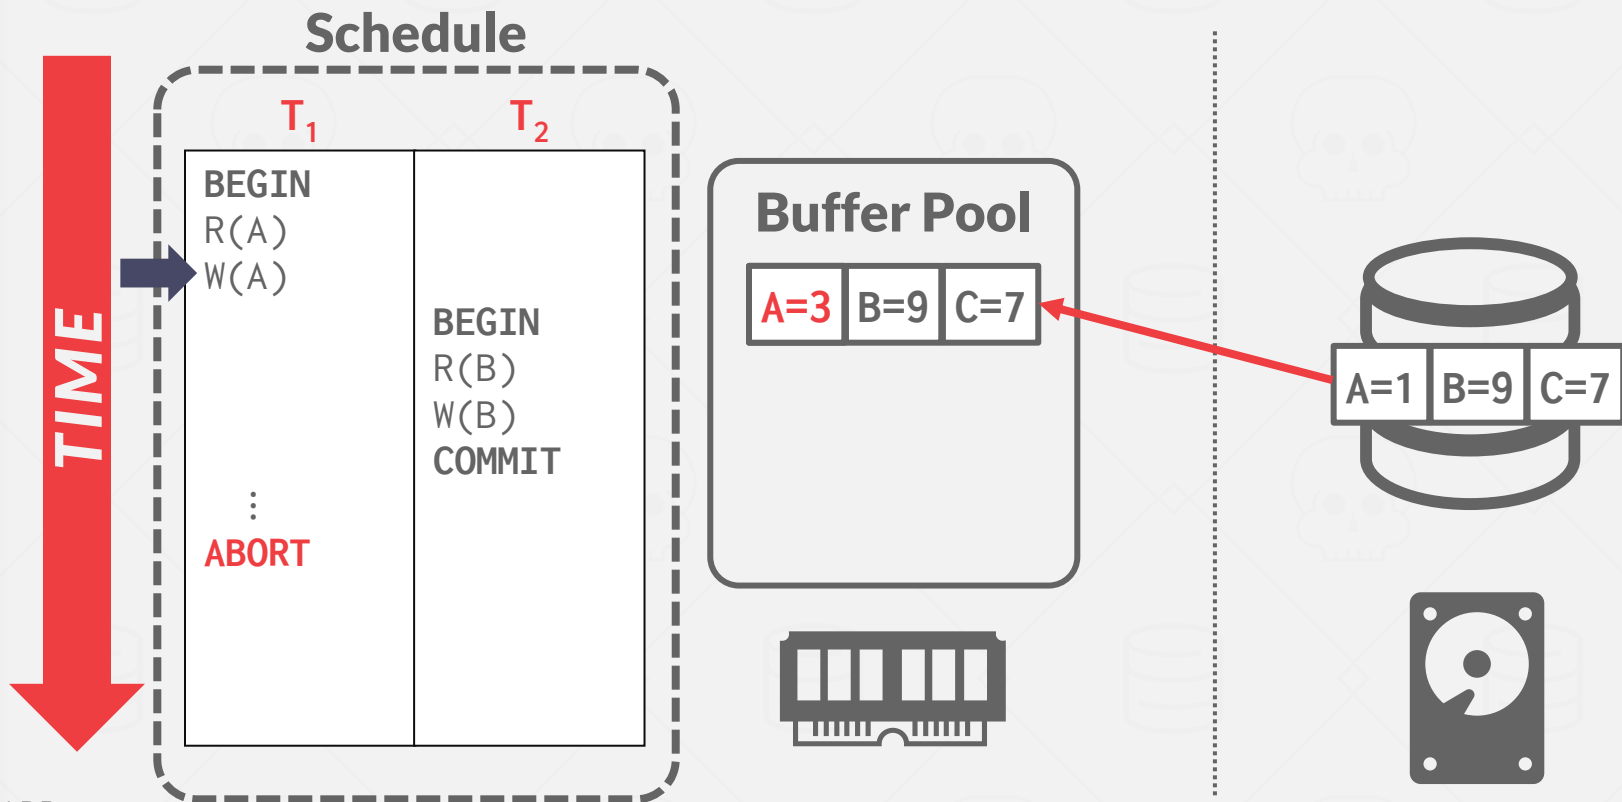 Schedule
TIME
T1
T2
BEGIN
R(A)
W(A)
BEGIN
R(B)
W(B)
COMMIT
⋮
ABORT
Buffer Pool
A=3 B=9 C=7
A=1 B=9 C=7